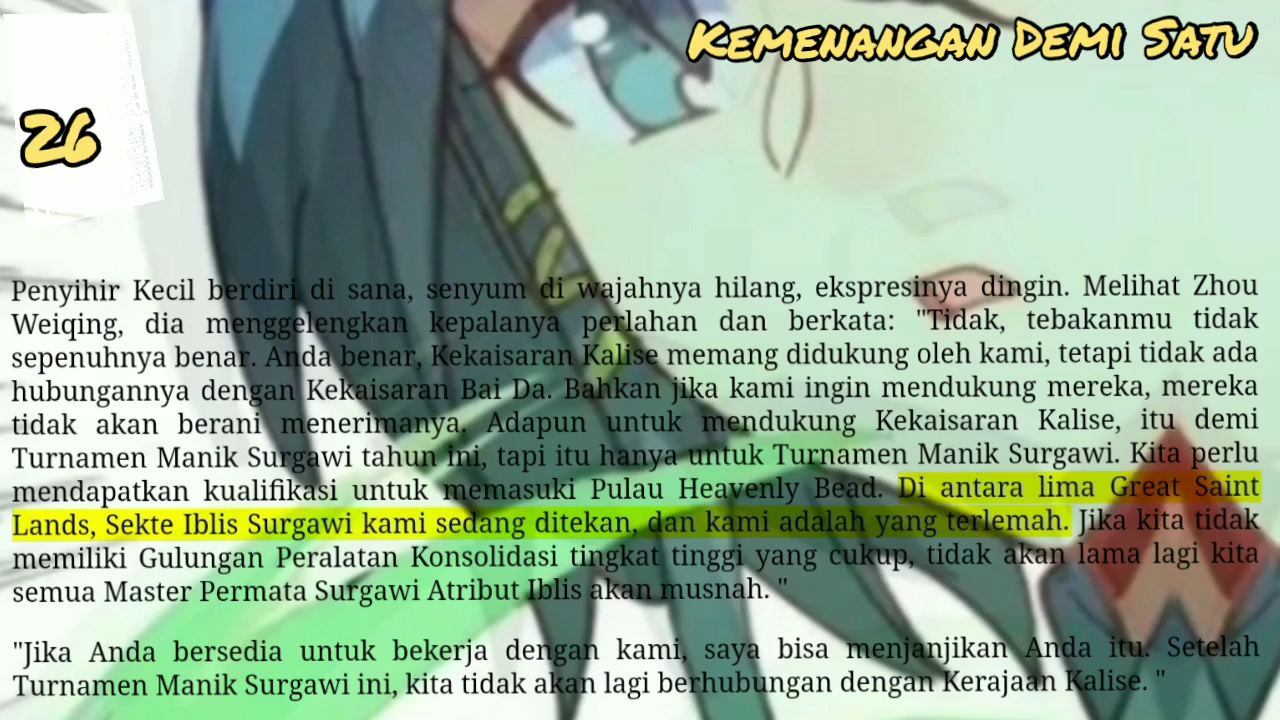 Kemenangan Demi Satu
26
Penyihir Kecil berdiri di sana, senyum di wajahnya hilang, ekspresinya dingin. Melihat Zhou
Weiqing, dia menggelengkan kepalanya perlahan dan berkata: "Tidak, tebakanmu tidak
sepenuhnya benar. Anda benar, Kekaisaran Kalise memang didukung oleh kami, tetapi tidak ada
hubungannya dengan Kekaisaran Bai Da. Bahkan jika kami ingin mendukung mereka, mereka
tidak akan berani menerimanya. Adapun untuk mendukung Kekaisaran Kalise, itu demi
Turnamen Manik Surgawi tahun ini, tapi itu hanya untuk Turnamen Manik Surgawi. Kita perlu
mendapatkan kualifikasi untuk memasuki Pulau Heavenly Bead. Di antara lima Great Saint
Lands, Sekte Iblis Surgawi kami sedang ditekan, dan kami adalah yang terlemah. Jika kita tidak
memiliki Gulungan Peralatan Konsolidasi tingkat tinggi yang cukup, tidak akan lama lagi kita
semua Master Permata Surgawi Atribut Iblis akan musnah. "
"Jika Anda bersedia untuk bekerja dengan kami, saya bisa menjanjikan Anda itu. Setelah
Turnamen Manik Surgawi ini, kita tidak akan lagi berhubungan dengan Kerajaan Kalise. "